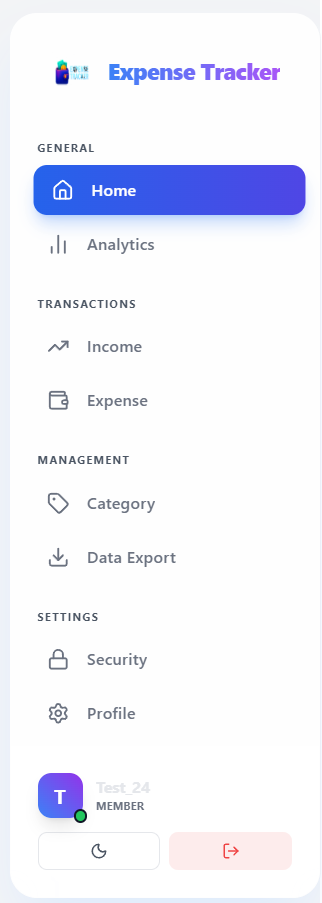 Expense Tracker
GENERAL
Home
Analytics
TRANSACTIONS
Income
Expense
MANAGEMENT
Category
Data Export
SETTINGS
Security
Profile
T
Test_24
MEMBER